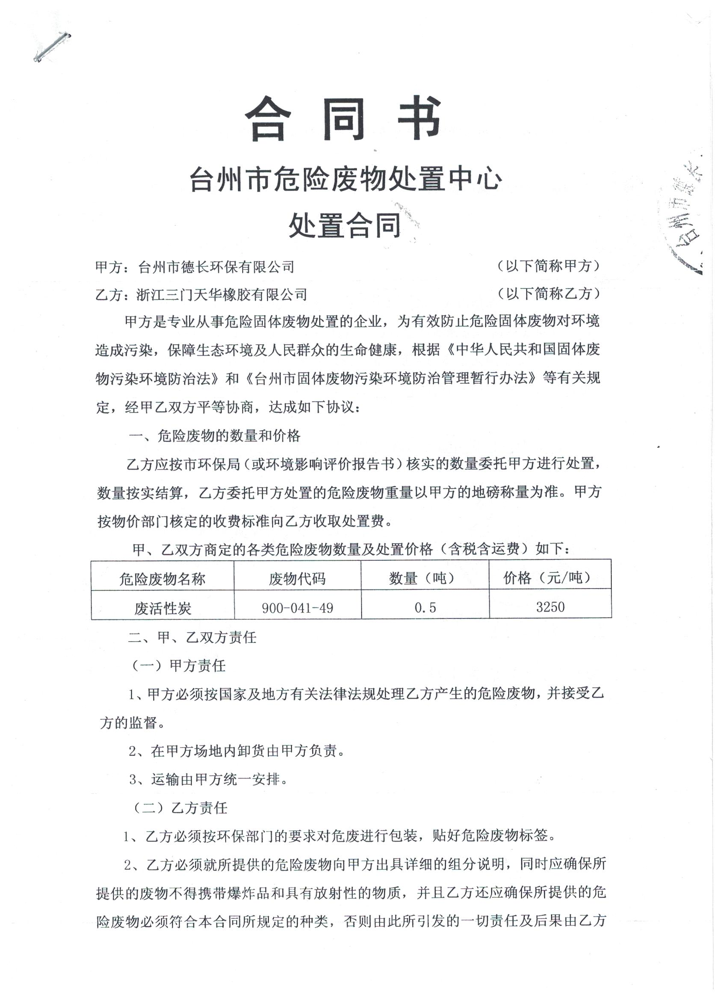 合 同 书
台州市危险废物处置中心
处置合同
甲方：台州市德长环保有限公司 （以下简称甲方）
乙方：浙江三门天华橡胶有限公司 （以下简称乙方）
甲方是专业从事危险固体废物处置的企业，为有效防止危险固体废物对环境
造成污染，保障生态环境及人民群众的生命健康，根据《中华人民共和国固体废
物污染环境防治法》和《台州市固体废物污染环境防治管理暂行办法》等有关规
定，经甲乙双方平等协商，达成如下协议：
一、危险废物的数量和价格
乙方应按市环保局（或环境影响评价报告书）核实的数量委托甲方进行处置，
数量按实结算，乙方委托甲方处置的危险废物重量以甲方的地磅称量为准。甲方
按物价部门核定的收费标准向乙方收取处置费。
甲、乙双方商定的各类危险废物数量及处置价格（含税含运费）如下：
危险废物名称 废物代码 数量（吨） 价格（元/吨）
废活性炭 900-041-49 0.5 3250
二、甲、乙双方责任
（一）甲方责任
1、甲方必须按国家及地方有关法律法规处理乙方产生的危险废物，并接受乙
方的监督。
2、在甲方场地内卸货由甲方负责。
3、运输由甲方统一安排。
（二）乙方责任
1、乙方必须按环保部门的要求对危废进行包装，贴好危险废物标签。
2、乙方必须就所提供的危险废物向甲方出具详细的组分说明，同时应确保所
提供的废物不得携带爆炸品和具有放射性的物质，并且乙方还应确保所提供的危
险废物必须符合本合同所规定的种类，否则由此所引发的一切责任及后果由乙方
台州市德长